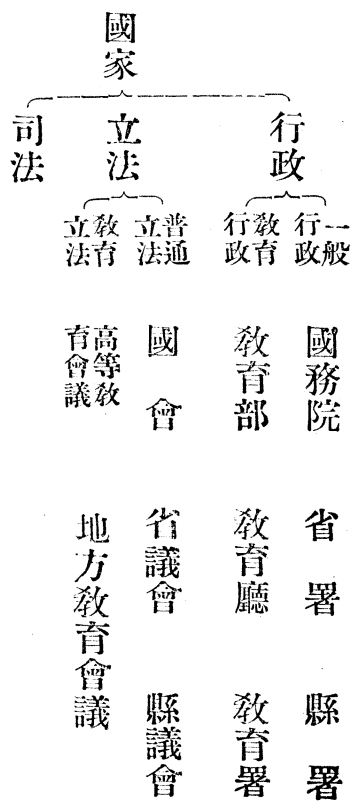 國家
行政
立法
司法
一般行政
教育行政
普通立法
教育立法
國務院
省署
縣署
教育部
教育廳
教育署
國會
省議會
縣議會
高等教育會議
地方教育會議